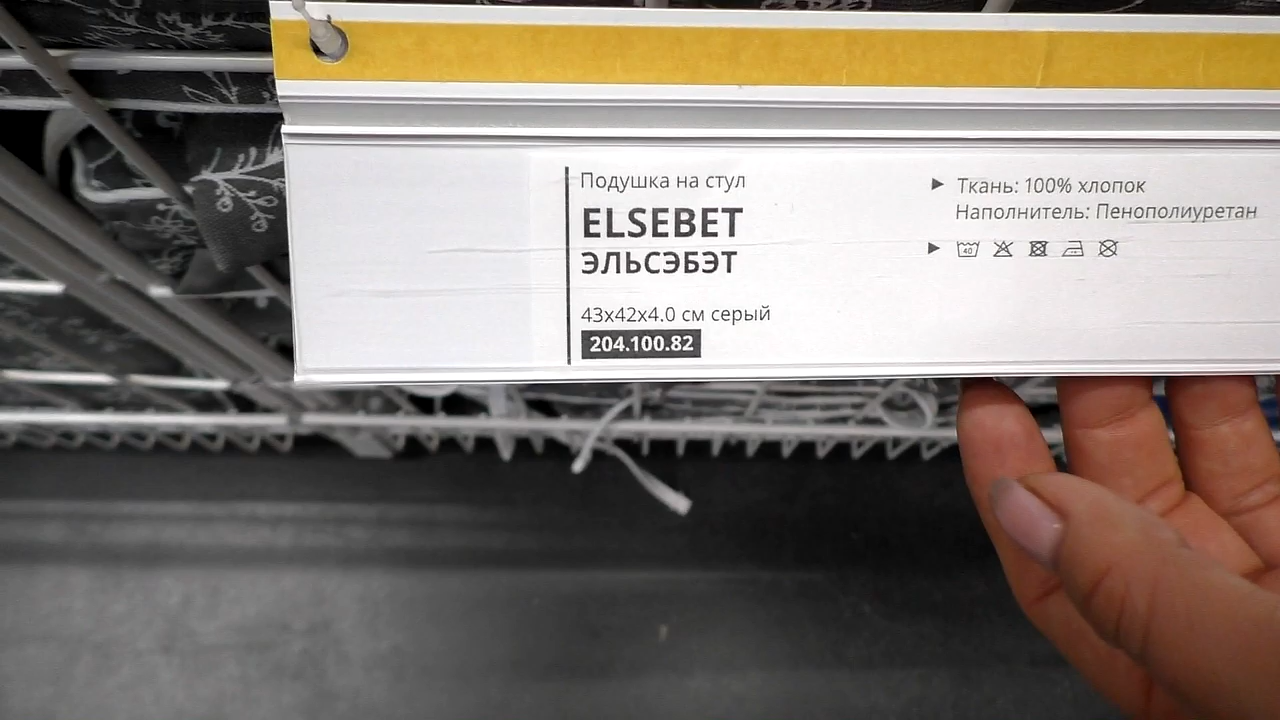 Подушка на стул
ELSEBET
ЭЛЬСЭБЭТ
43x42x4.0 см серый
204.100.82
Ткань: 100% хлопок
Наполнитель: Пенополиуретан
40